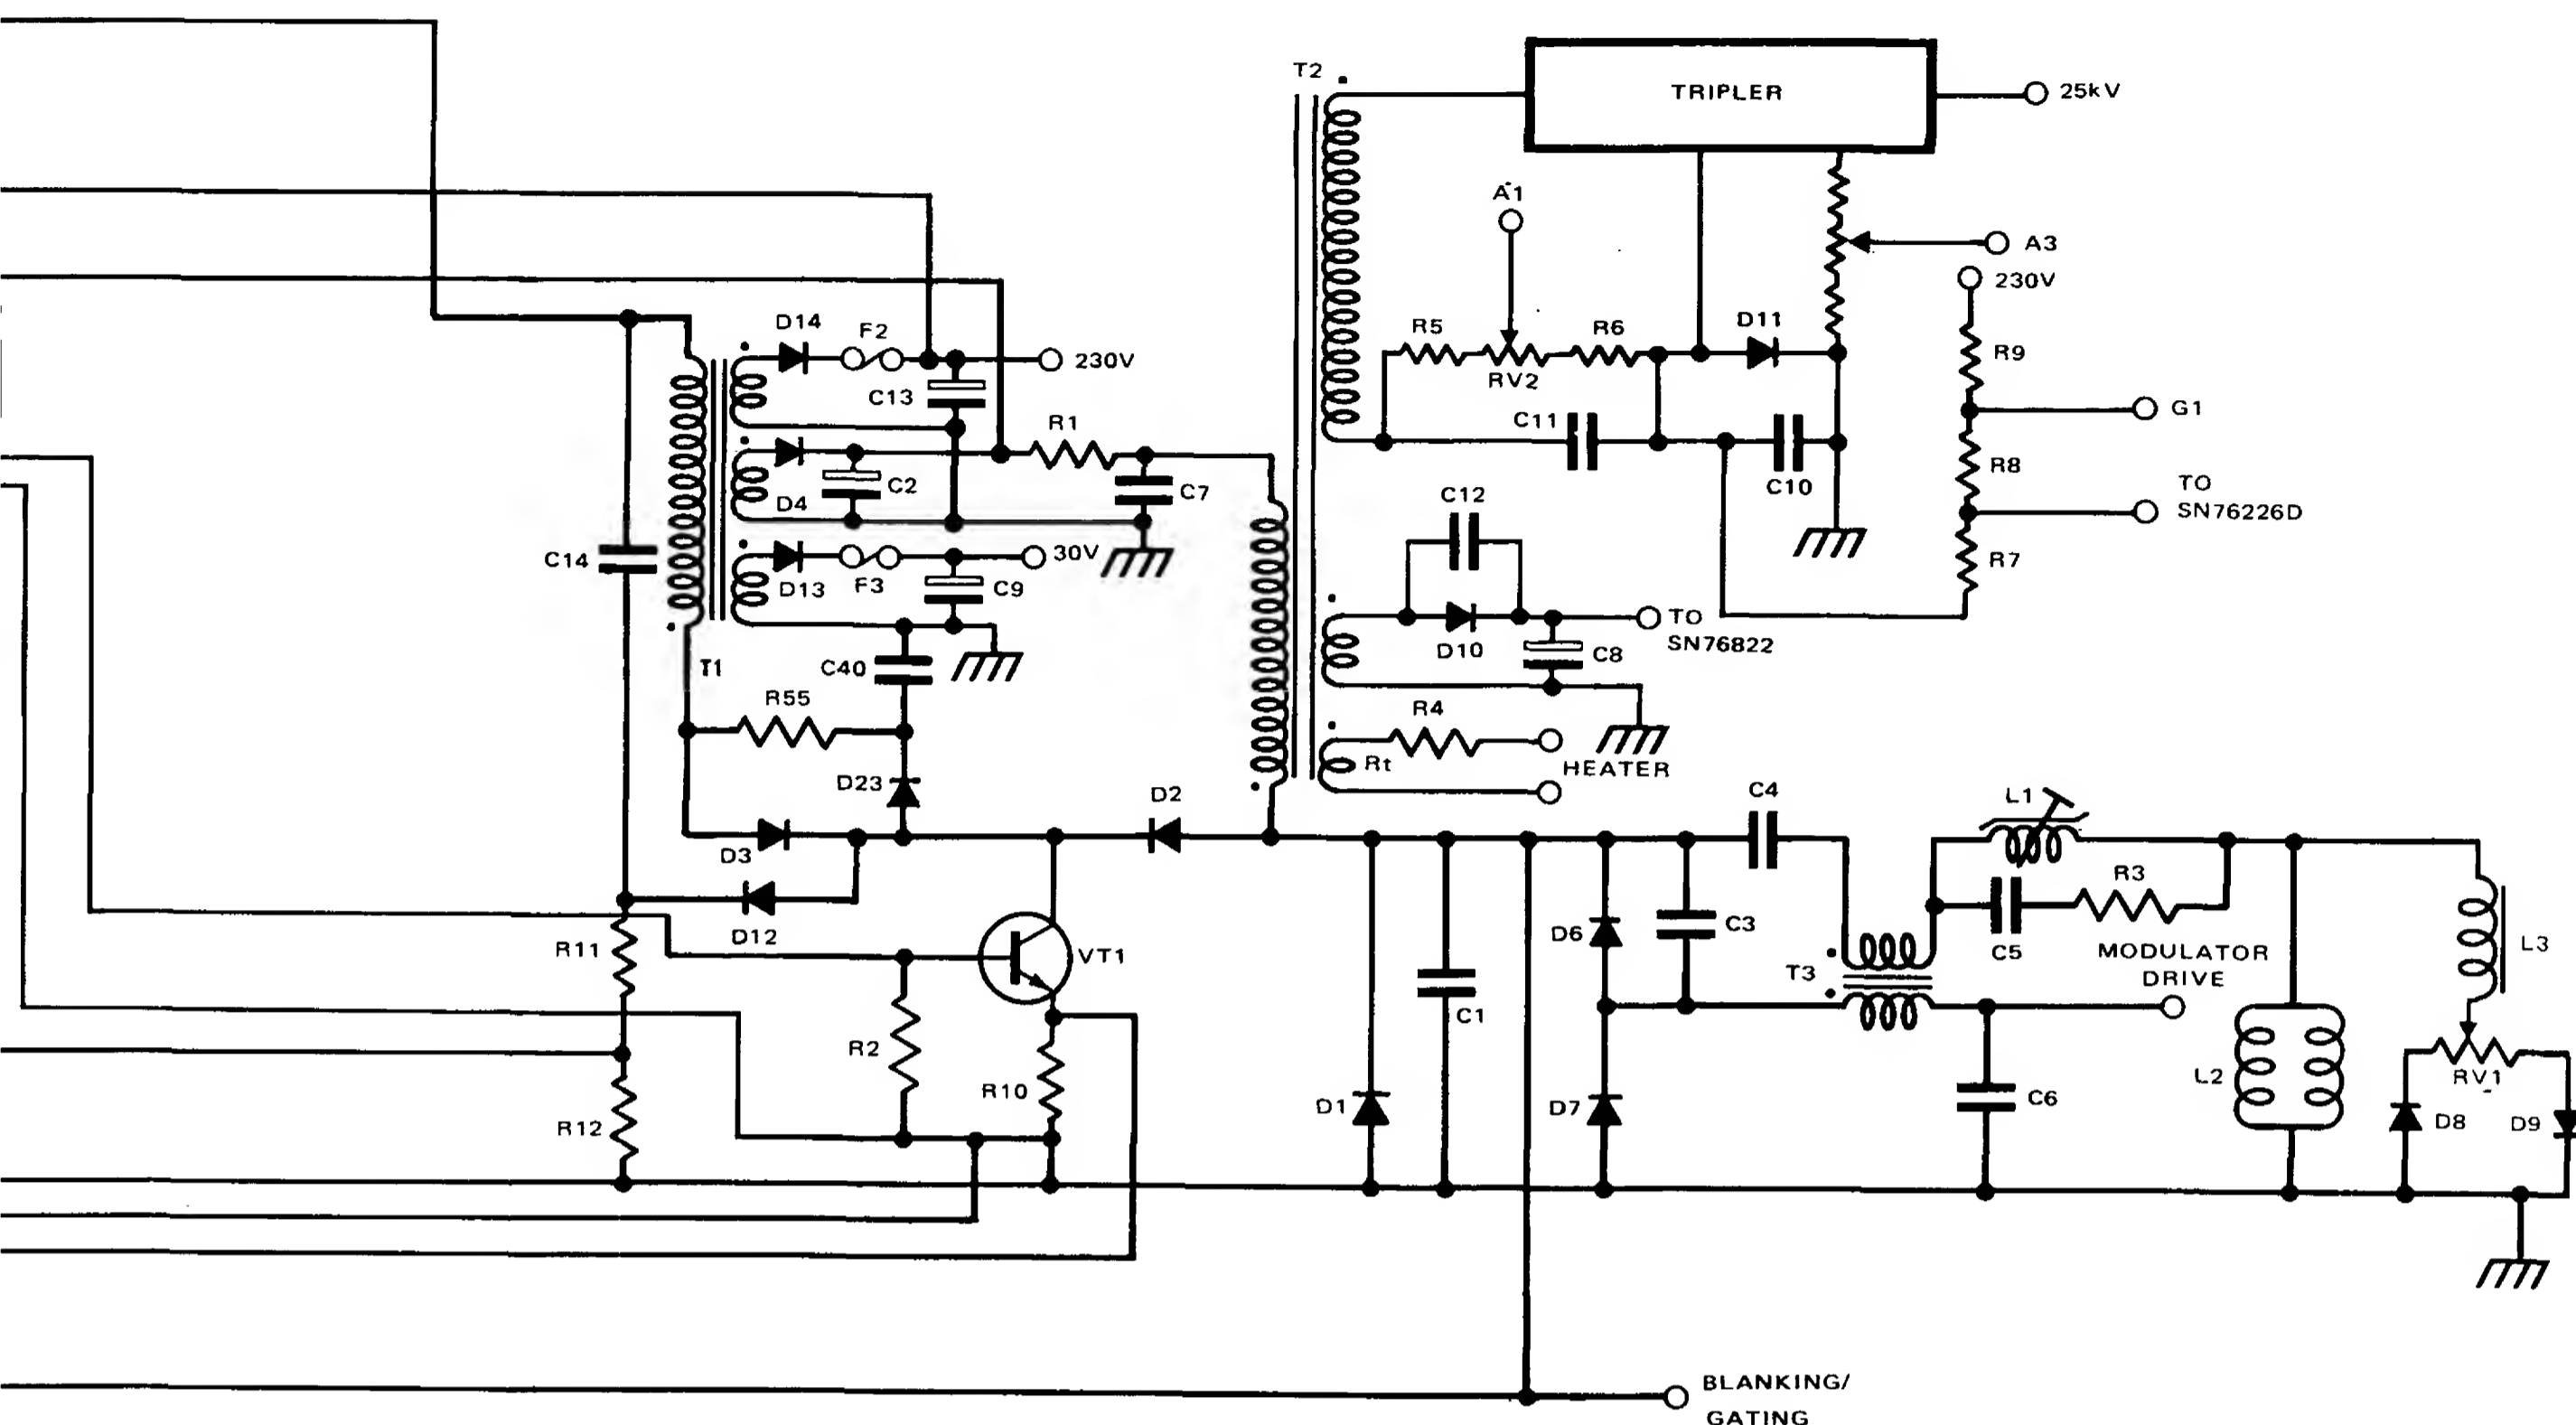 T2
TRIPLER
25kV
A1
A3
230V
D14
F2
230V
C13
R5
RV2
R6
D11
R9
G1
C11
C10
R8
TO
SN76226D
R7
R1
C7
D4
C2
C14
D13
F3
30V
C9
C12
D10
TO
SN76822
C8
T1
C40
R55
R4
Rt
HEATER
D23
D3
D2
D12
C4
L1
R3
C5
MODULATOR
DRIVE
L3
R11
VT1
D6
C3
T3
R2
R10
R12
D1
C1
D7
C6
L2
RV1
D8
D9
BLANKING/
GATING